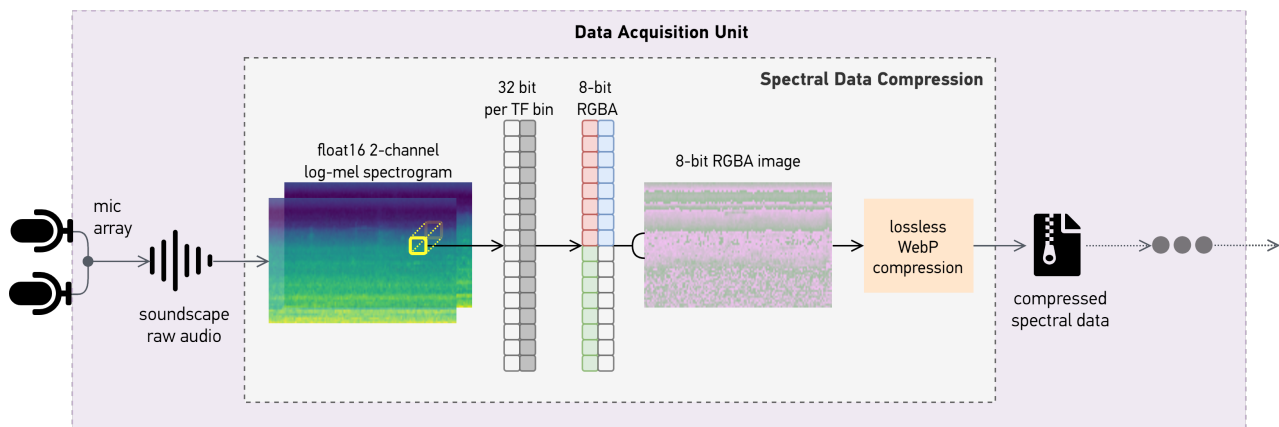 Data Acquisition Unit
Spectral Data Compression
32 bit
per TF bin
8-bit
RGBA
float16 2-channel
log-mel spectrogram
8-bit RGBA image
mic
array
lossless
WebP
compression
soundscape
raw audio
compressed
spectral data